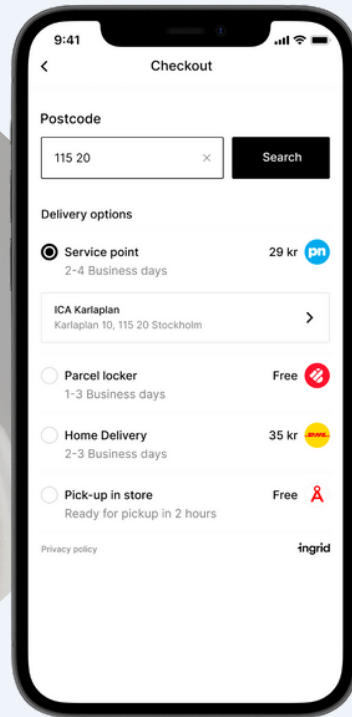 9:41
Checkout
Postcode
115 20
Search
Delivery options
Service point 29 kr pn
2-4 Business days
ICA Karlaplan
Karlaplan 10, 115 20 Stockholm
Parcel locker Free
1-3 Business days
Home Delivery 35 kr DHL
2-3 Business days
Pick-up in store Free Å
Ready for pickup in 2 hours
Privacy policy ingrid